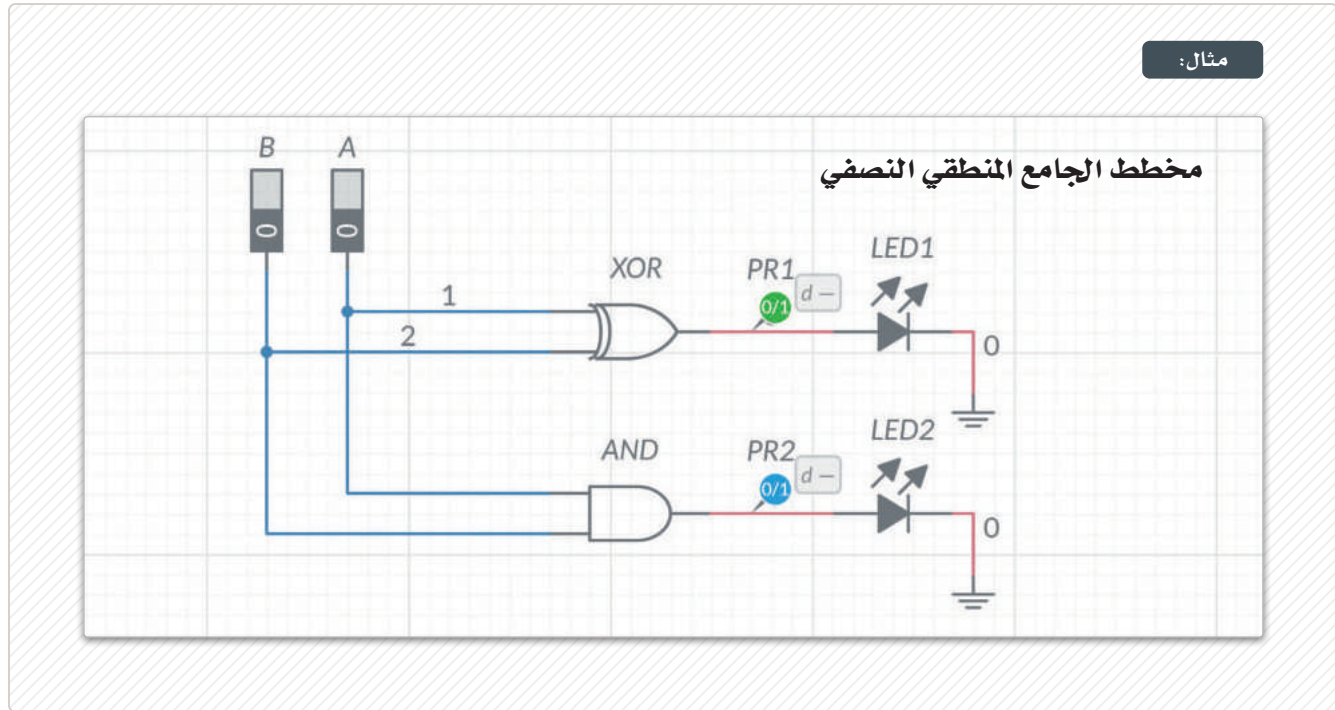 مثال:
مخطط الجامع المنطقي النصفي
B A
0 0
XOR PR1 LED1
d –
0/1
1
2
0
AND PR2 LED2
d –
0/1
0